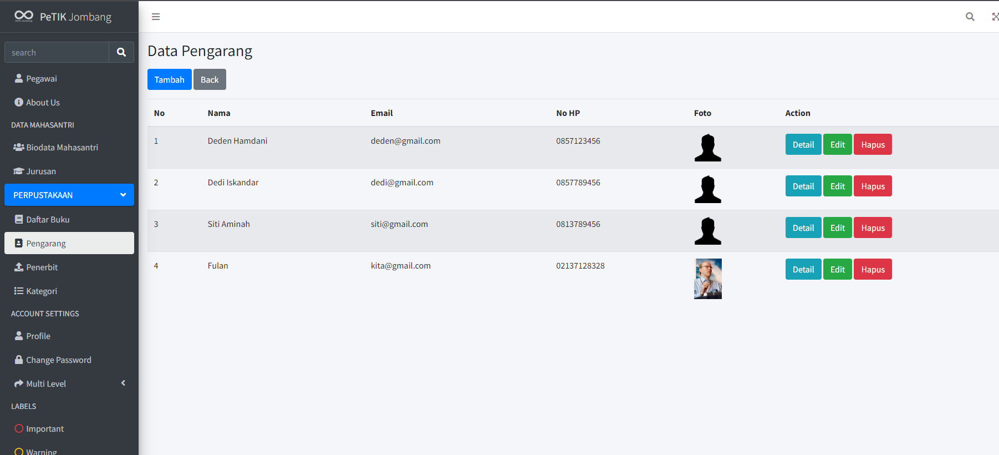 PeTIK Jombang
search
Pegawai
About Us
DATA MAHASANTRI
Biodata Mahasantri
Jurusan
PERPUSTAKAAN
Daftar Buku
Pengarang
Penerbit
Kategori
ACCOUNT SETTINGS
Profile
Change Password
Multi Level
LABELS
Important
Warning
Data Pengarang
Tambah Back
No Nama Email No HP Foto Action
1 Deden Hamdani deden@gmail.com 0857123456 Detail Edit Hapus
2 Dedi Iskandar dedi@gmail.com 0857789456 Detail Edit Hapus
3 Siti Aminah siti@gmail.com 0813789456 Detail Edit Hapus
4 Fulan kita@gmail.com 02137128328 Detail Edit Hapus